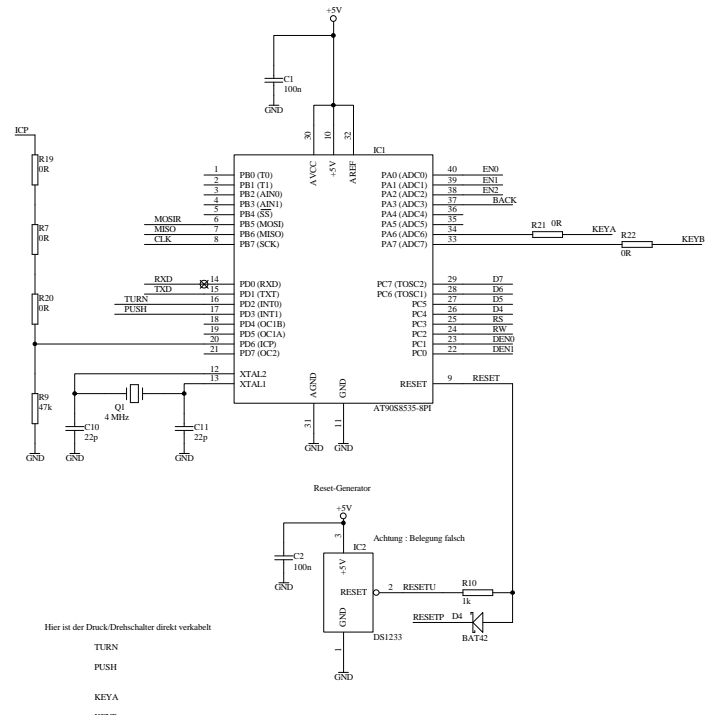 +5V
C1
100n
GND
ICP
30
10
32
IC1
AVCC
+5V
AREF
R19
0R
R7
0R
R20
0R
R9
47k
GND
1 PB0 (T0)
2 PB1 (T1)
3 PB2 (AIN0)
4 PB3 (AIN1)
5 PB4 (SS)
MOSIR 6 PB5 (MOSI)
MISO 7 PB6 (MISO)
CLK 8 PB7 (SCK)
RXD 14 PD0 (RXD)
TXD 15 PD1 (TXT)
TURN 16 PD2 (INT0)
PUSH 17 PD3 (INT1)
18 PD4 (OC1B)
19 PD5 (OC1A)
20 PD6 (ICP)
21 PD7 (OC2)
12 XTAL2
13 XTAL1
PA0 (ADC0) 40 EN0
PA1 (ADC1) 39 EN1
PA2 (ADC2) 38 EN2
PA3 (ADC3) 37 BACK
PA4 (ADC4) 36
PA5 (ADC5) 35
PA6 (ADC6) 34 R21 0R KEYA
PA7 (ADC7) 33 R22 0R KEYB
PC7 (TOSC2) 29 D7
PC6 (TOSC1) 28 D6
PC5 27 D5
PC4 26 D4
PC3 25 RS
PC2 24 RW
PC1 23 DEN0
PC0 22 DEN1
RESET 9 RESET
AGND
GND
AT90S8535-8PI
31
11
GND
GND
Q1
4 MHz
C10
22p
GND
C11
22p
GND
Reset-Generator
+5V
Achtung : Belegung falsch
3
IC2
C2
100n
GND
+5V
RESET 2 RESETU R10
1k
GND
RESETP D4
BAT42
DS1233
1
GND
Hier ist der Druck/Drehschalter direkt verkabelt
TURN
PUSH
KEYA